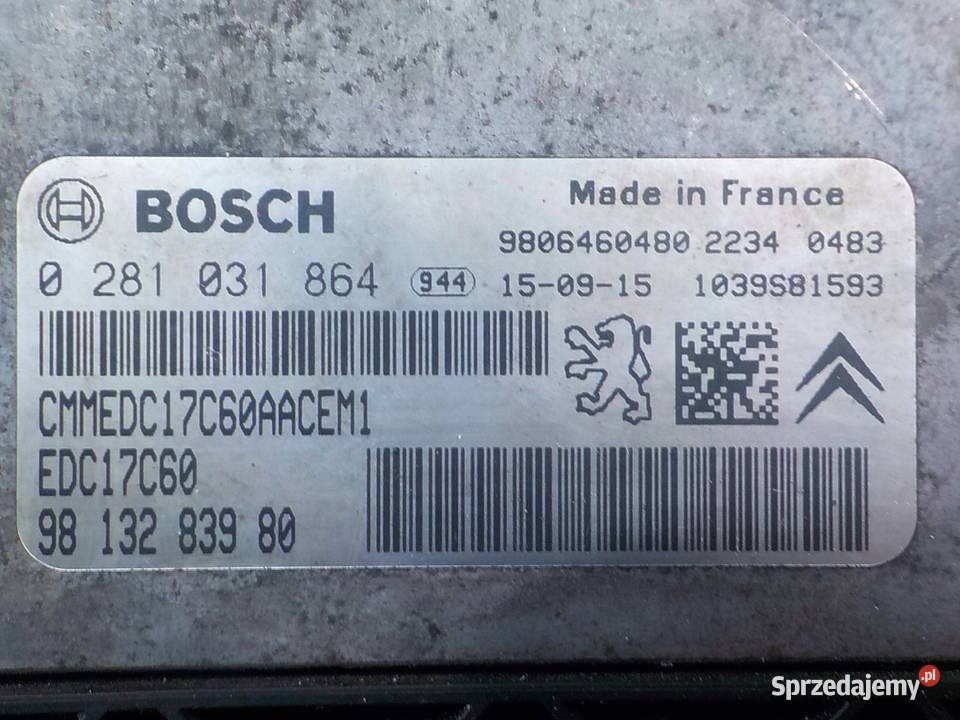 BOSCH
Made in France
9806460480 2234 0483
0 281 031 864 944 15-09-15 1039S81593
CMMEDC17C60AACEM1
EDC17C60
98 132 839 80
Sprzedajemy.pl